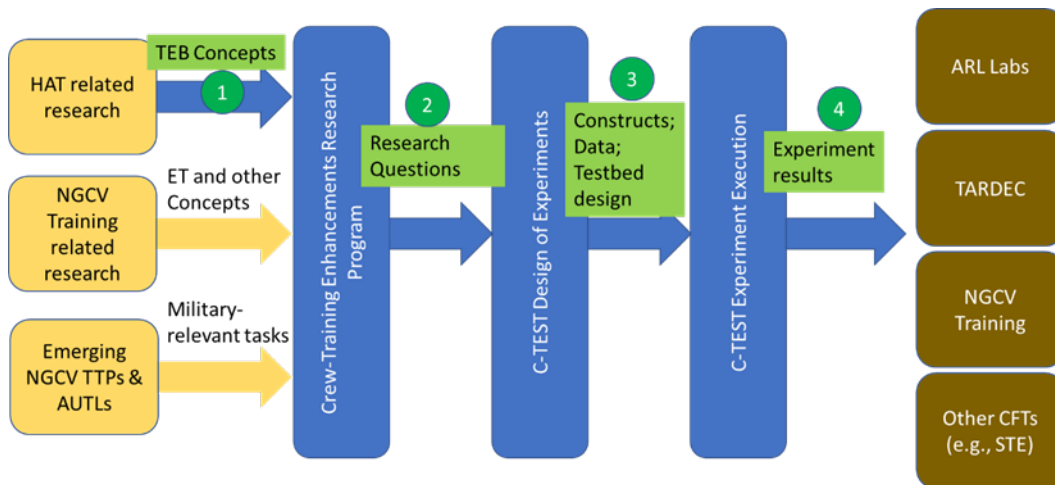 HAT related
research
TEB Concepts
1
NGCV
Training
related
research
ET and other
Concepts
Emerging
NGCV TTPs &
AUTLs
Military-
relevant tasks
Crew-Training Enhancements Research
Program
2
Research
Questions
C-TEST Design of Experiments
3
Constructs;
Data;
Testbed
design
C-TEST Experiment Execution
4
Experiment
results
ARL Labs
TARDEC
NGCV
Training
Other CFTs
(e.g., STE)